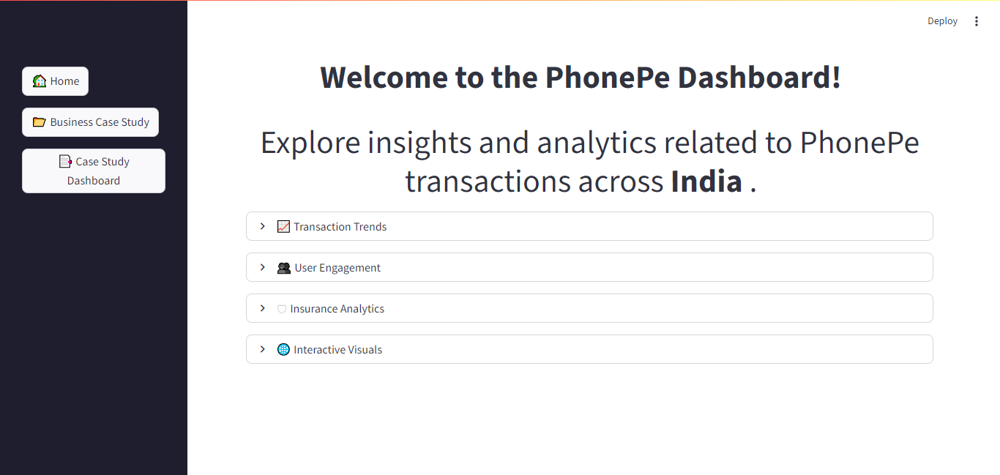 Deploy
Home
Business Case Study
Case Study
Dashboard
Welcome to the PhonePe Dashboard!
Explore insights and analytics related to PhonePe
transactions across India .
Transaction Trends
User Engagement
Insurance Analytics
Interactive Visuals